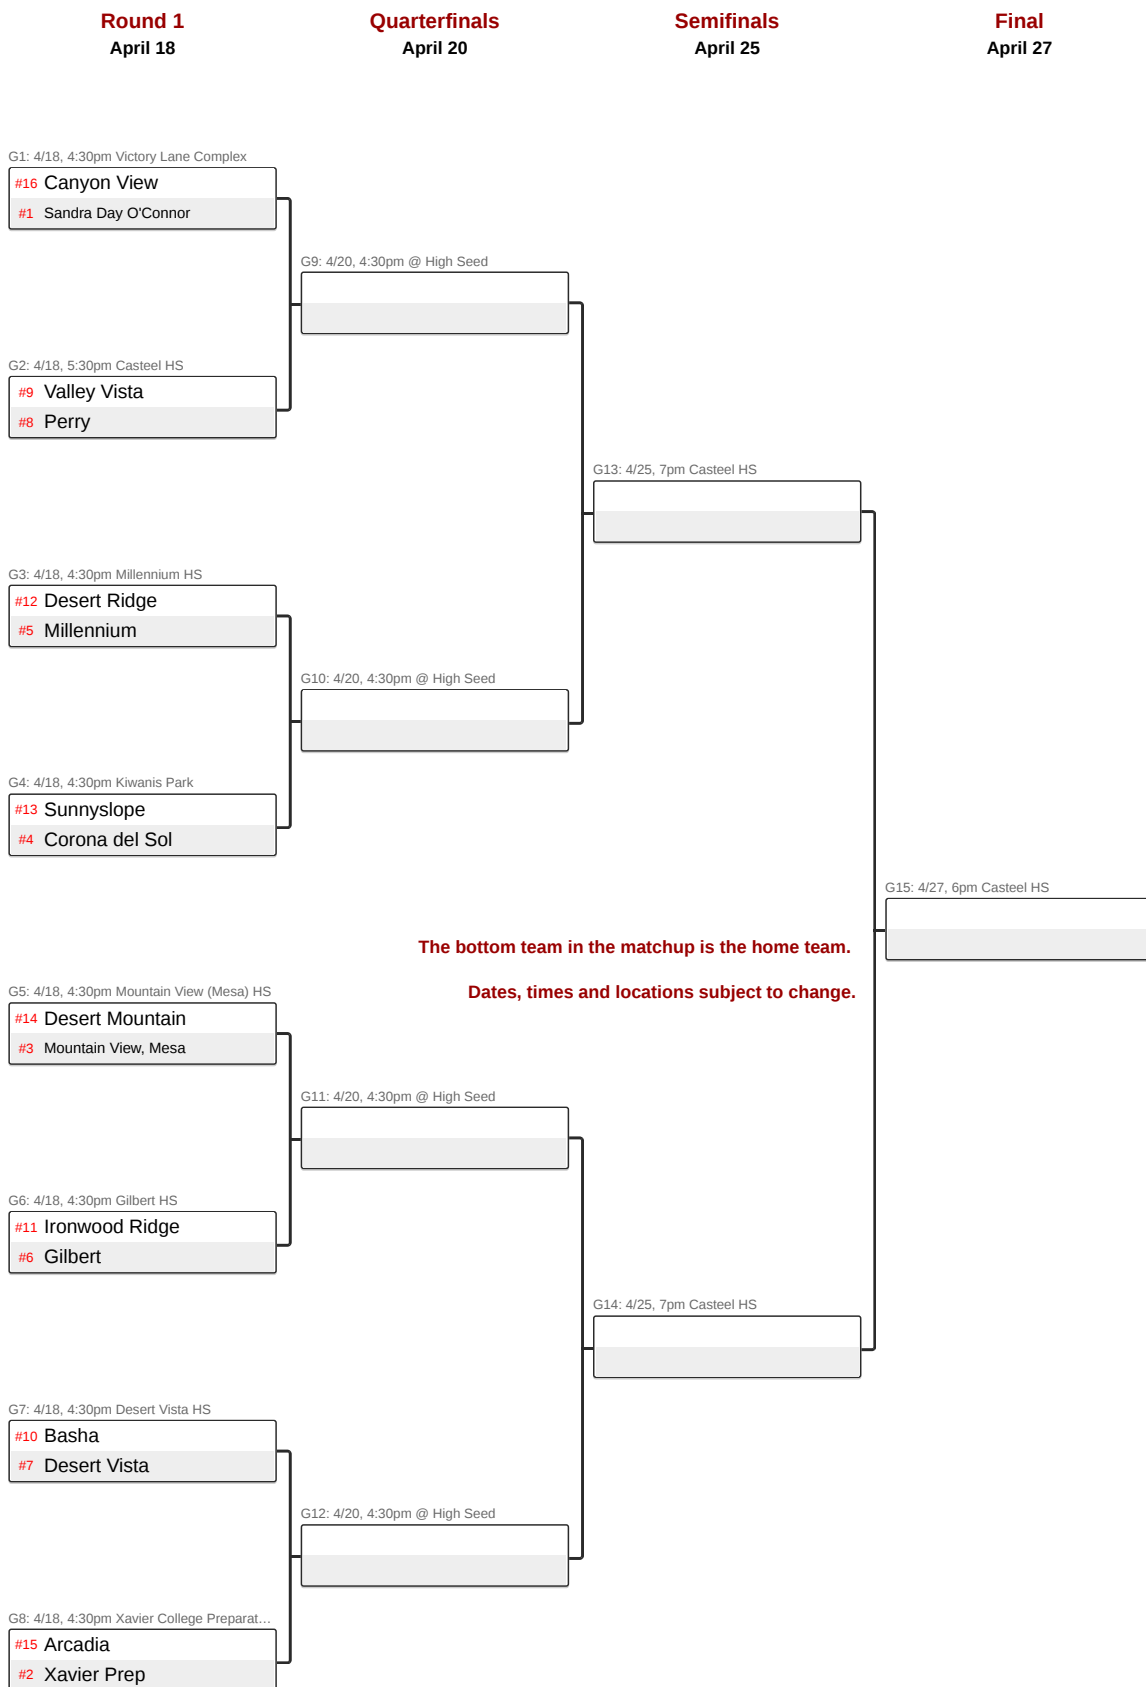 Round 1
April 18
Quarterfinals
April 20
Semifinals
April 25
Final
April 27
G1: 4/18, 4:30pm Victory Lane Complex
#16 Canyon View
#1 Sandra Day O'Connor
G9: 4/20, 4:30pm @ High Seed
G2: 4/18, 5:30pm Casteel HS
#9 Valley Vista
#8 Perry
G13: 4/25, 7pm Casteel HS
G3: 4/18, 4:30pm Millennium HS
#12 Desert Ridge
#5 Millennium
G10: 4/20, 4:30pm @ High Seed
G4: 4/18, 4:30pm Kiwanis Park
#13 Sunnyslope
#4 Corona del Sol
G15: 4/27, 6pm Casteel HS
The bottom team in the matchup is the home team.
Dates, times and locations subject to change.
G5: 4/18, 4:30pm Mountain View (Mesa) HS
#14 Desert Mountain
#3 Mountain View, Mesa
G11: 4/20, 4:30pm @ High Seed
G6: 4/18, 4:30pm Gilbert HS
#11 Ironwood Ridge
#6 Gilbert
G14: 4/25, 7pm Casteel HS
G7: 4/18, 4:30pm Desert Vista HS
#10 Basha
#7 Desert Vista
G12: 4/20, 4:30pm @ High Seed
G8: 4/18, 4:30pm Xavier College Preparat…
#15 Arcadia
#2 Xavier Prep